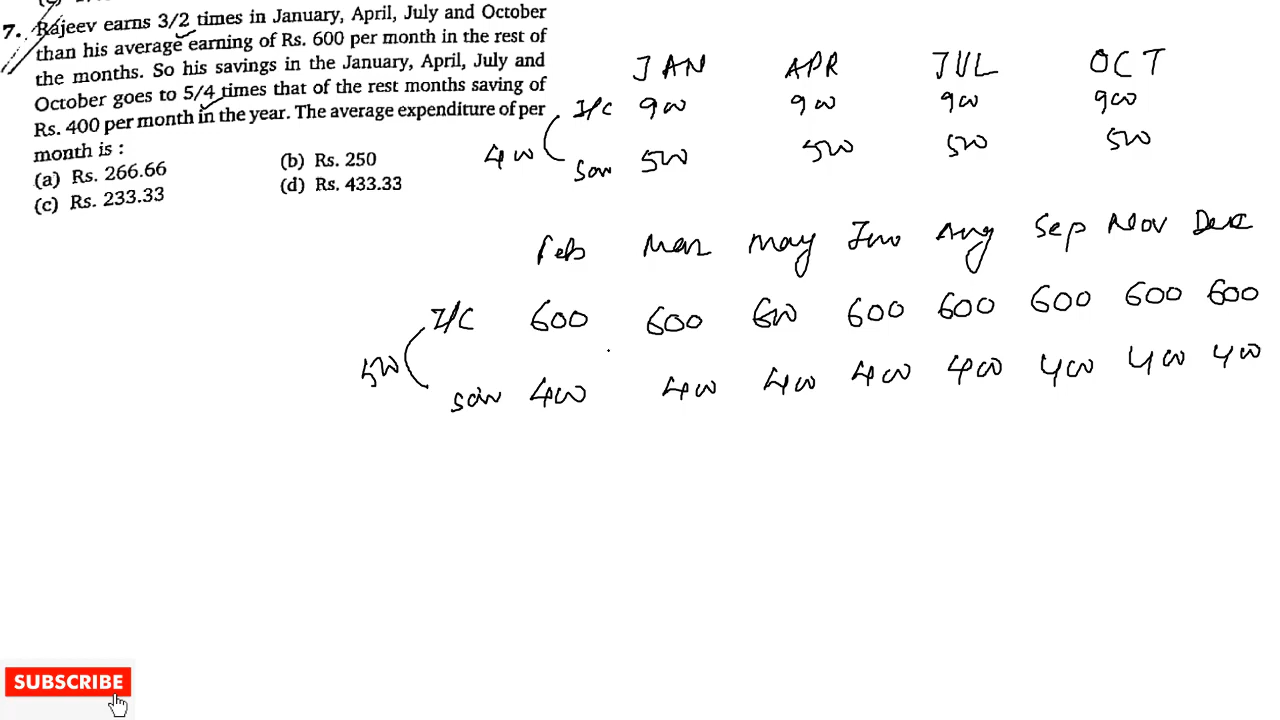 7. Rajeev earns 3/2 times in January, April, July and October
than his average earning of Rs. 600 per month in the rest of
the months. So his savings in the January, April, July and
October goes to 5/4 times that of the rest months saving of
Rs. 400 per month in the year. The average expenditure of per
month is :
(a) Rs. 266.66 (b) Rs. 250
(c) Rs. 233.33 (d) Rs. 433.33
JAN APR JUL OCT
I/C 900 900 900 900
400
Sav 500 500 500 500
Feb Mar May Jun Aug Sep Nov Dec
I/C 600 600 600 600 600 600 600 600
500
Sav 400 400 400 400 400 400 400 400
SUBSCRIBE